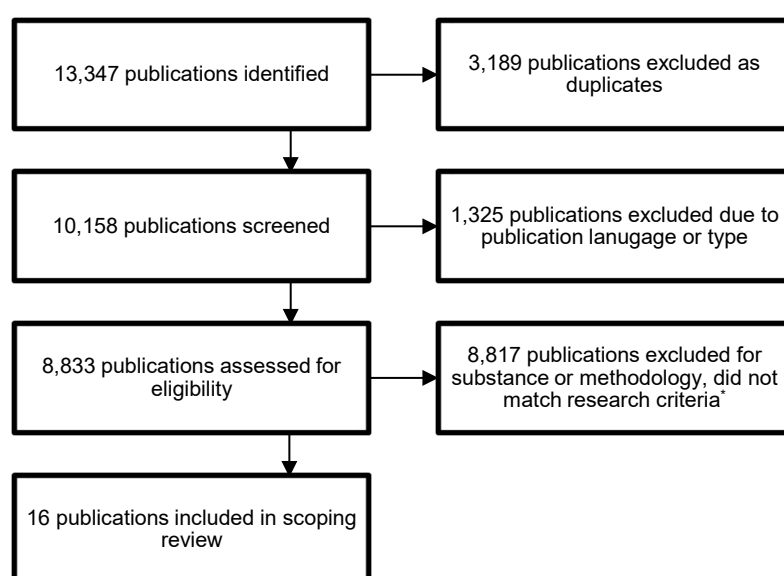 13,347 publications identified
3,189 publications excluded as
duplicates
10,158 publications screened
1,325 publications excluded due to
publication lanugage or type
8,833 publications assessed for
eligibility
8,817 publications excluded for
substance or methodology, did not
match research criteria*
16 publications included in scoping
review